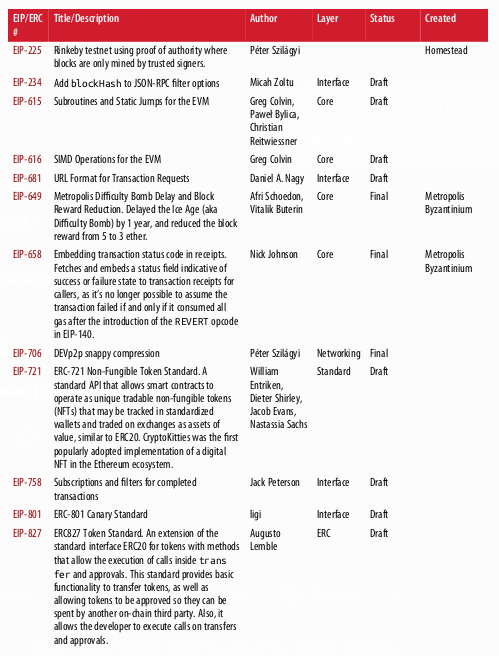 EIP/ERC # Title/Description Author Layer Status Created
EIP-225 Rinkeby testnet using proof of authority where Péter Szilágyi Homestead
blocks are only mined by trusted signers.
EIP-234 Add blockHash to JSON-RPC filter options Micah Zoltu Interface Draft
EIP-615 Subroutines and Static Jumps for the EVM Greg Colvin, Core Draft
Pawel Bylica,
Christian
Reitwiessner
EIP-616 SIMD Operations for the EVM Greg Colvin Core Draft
EIP-681 URL Format for Transaction Requests Daniel A. Nagy Interface Draft
EIP-649 Metropolis Difficulty Bomb Delay and Block Afri Schoedon, Core Final Metropolis
Reward Reduction. Delayed the Ice Age (aka Vitalik Buterin Byzantinium
Difficulty Bomb) by 1 year, and reduced the block
reward from 5 to 3 ether.
EIP-658 Embedding transaction status code in receipts. Nick Johnson Core Final Metropolis
Fetches and embeds a status field indicative of Byzantinium
success or failure state to transaction receipts for
callers, as it's no longer possible to assume the
transaction failed if and only if it consumed all
gas after the introduction of the REVERT opcode
in EIP-140.
EIP-706 DEVp2p snappy compression Péter Szilágyi Networking Final
EIP-721 ERC-721 Non-Fungible Token Standard. A William Standard Draft
standard API that allows smart contracts to Entriken,
operate as unique tradable non-fungible tokens Dieter Shirley,
(NFTs) that may be tracked in standardized Jacob Evans,
wallets and traded on exchanges as assets of Nastassia Sachs
value, similar to ERC20. CryptoKitties was the first
popularly adopted implementation of a digital
NFT in the Ethereum ecosystem.
EIP-758 Subscriptions and filters for completed Jack Peterson Interface Draft
transactions
EIP-801 ERC-801 Canary Standard ligi Interface Draft
EIP-827 ERC827 Token Standard. An extension of the Augusto ERC Draft
standard interface ERC20 for tokens with methods Lemble
that allow the execution of calls inside trans
fer and approvals. This standard provides basic
functionality to transfer tokens, as well as
allowing tokens to be approved so they can be
spent by another on-chain third party. Also, it
allows the developer to execute calls on transfers
and approvals.